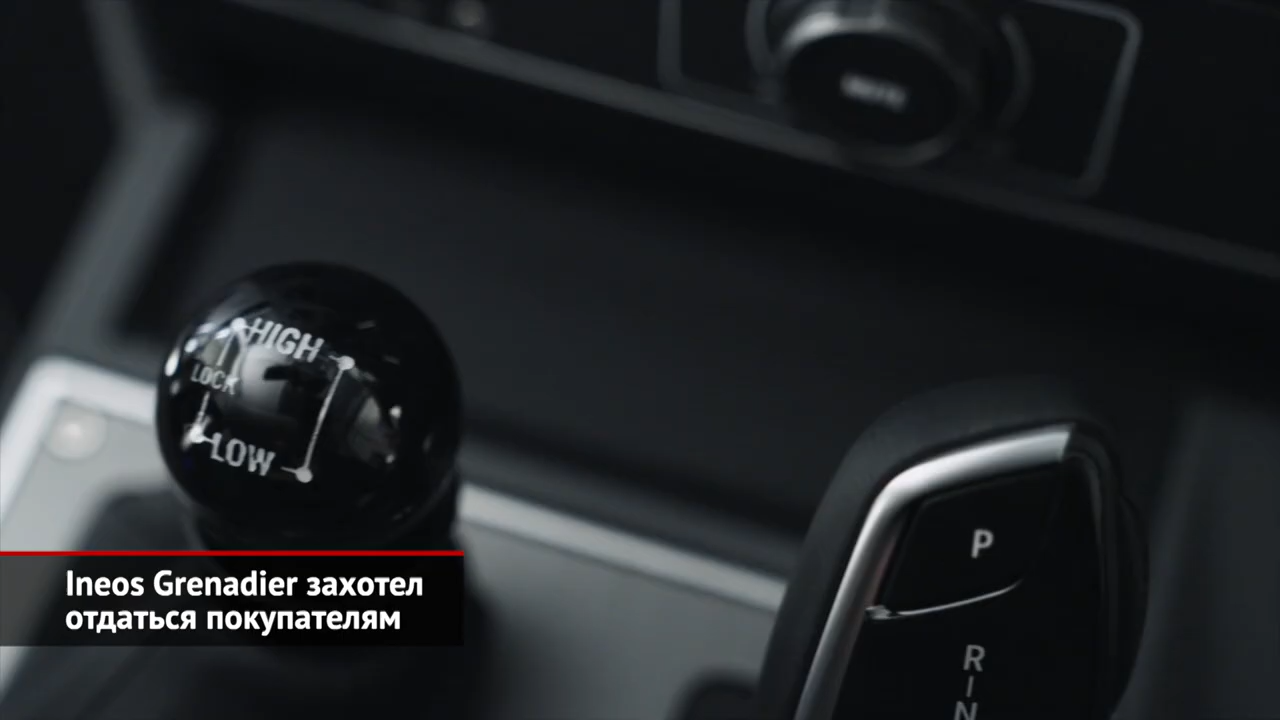 HIGH
LOCK
LOW
P
R
N
Ineos Grenadier захотел
отдаться покупателям